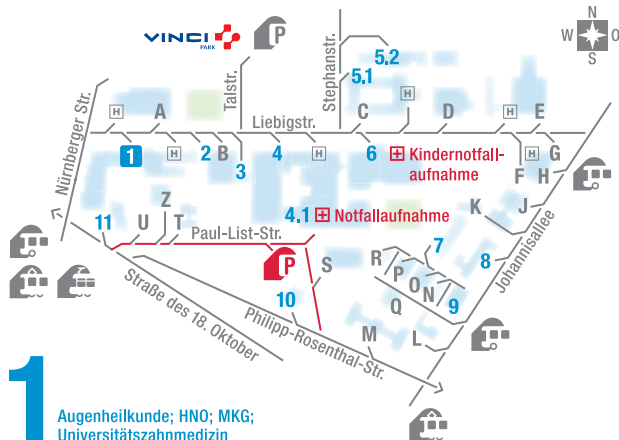 VINCI
PARK
P
N
W O
S
5.2
5.1
Nürnberger Str.
Talstr.
Stephanstr.
H
A
Liebigstr.
C
H
D
H
E
1
H
2
B
3
4
H
6
Kindernotfall-
aufnahme
F
H
G
H
4.1 Notfallaufnahme
K
J
Johannisallee
11
U
Z
T
Paul-List-Str.
P
S
7
8
R
P
O
N
Q
9
10
Straße des 18. Oktober
Philipp-Rosenthal-Str.
M
L
1
Augenheilkunde; HNO; MKG;
Universitätszahnmedizin